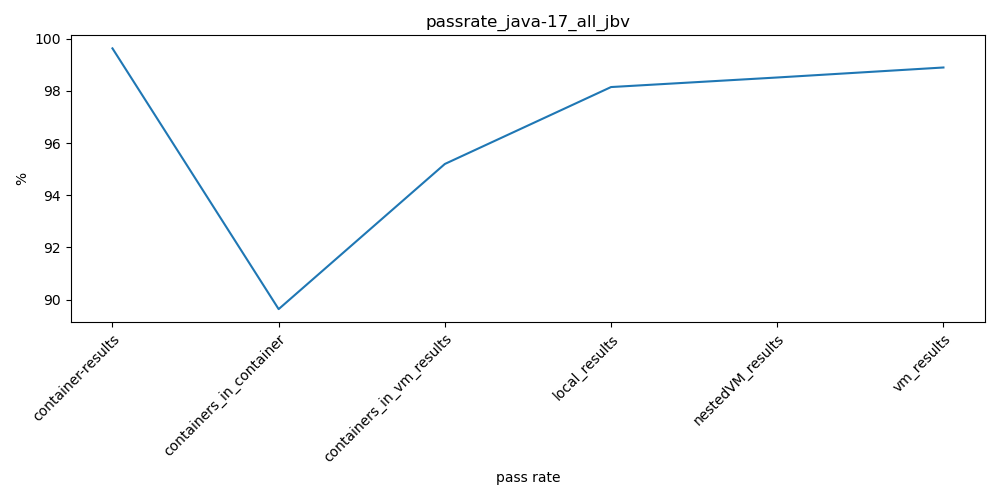 passrate_java-17_all_jbv
100
98
96
94
92
90
%
container-results
containers_in_container
containers_in_vm_results
local_results
nestedVM_results
vm_results
pass rate